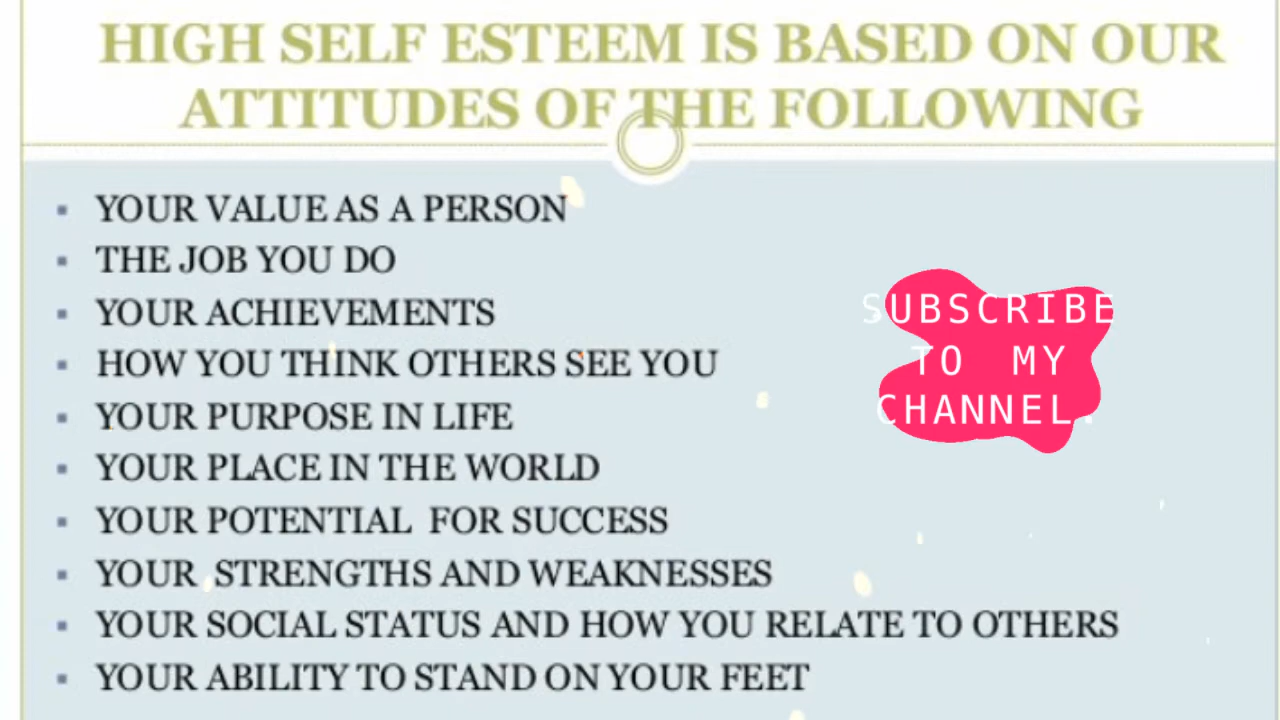 HIGH SELF ESTEEM IS BASED ON OUR
ATTITUDES OF THE FOLLOWING
YOUR VALUE AS A PERSON
THE JOB YOU DO
YOUR ACHIEVEMENTS
HOW YOU THINK OTHERS SEE YOU
YOUR PURPOSE IN LIFE
YOUR PLACE IN THE WORLD
YOUR POTENTIAL FOR SUCCESS
YOUR STRENGTHS AND WEAKNESSES
YOUR SOCIAL STATUS AND HOW YOU RELATE TO OTHERS
YOUR ABILITY TO STAND ON YOUR FEET
SUBSCRIBE
TO MY
CHANNEL.